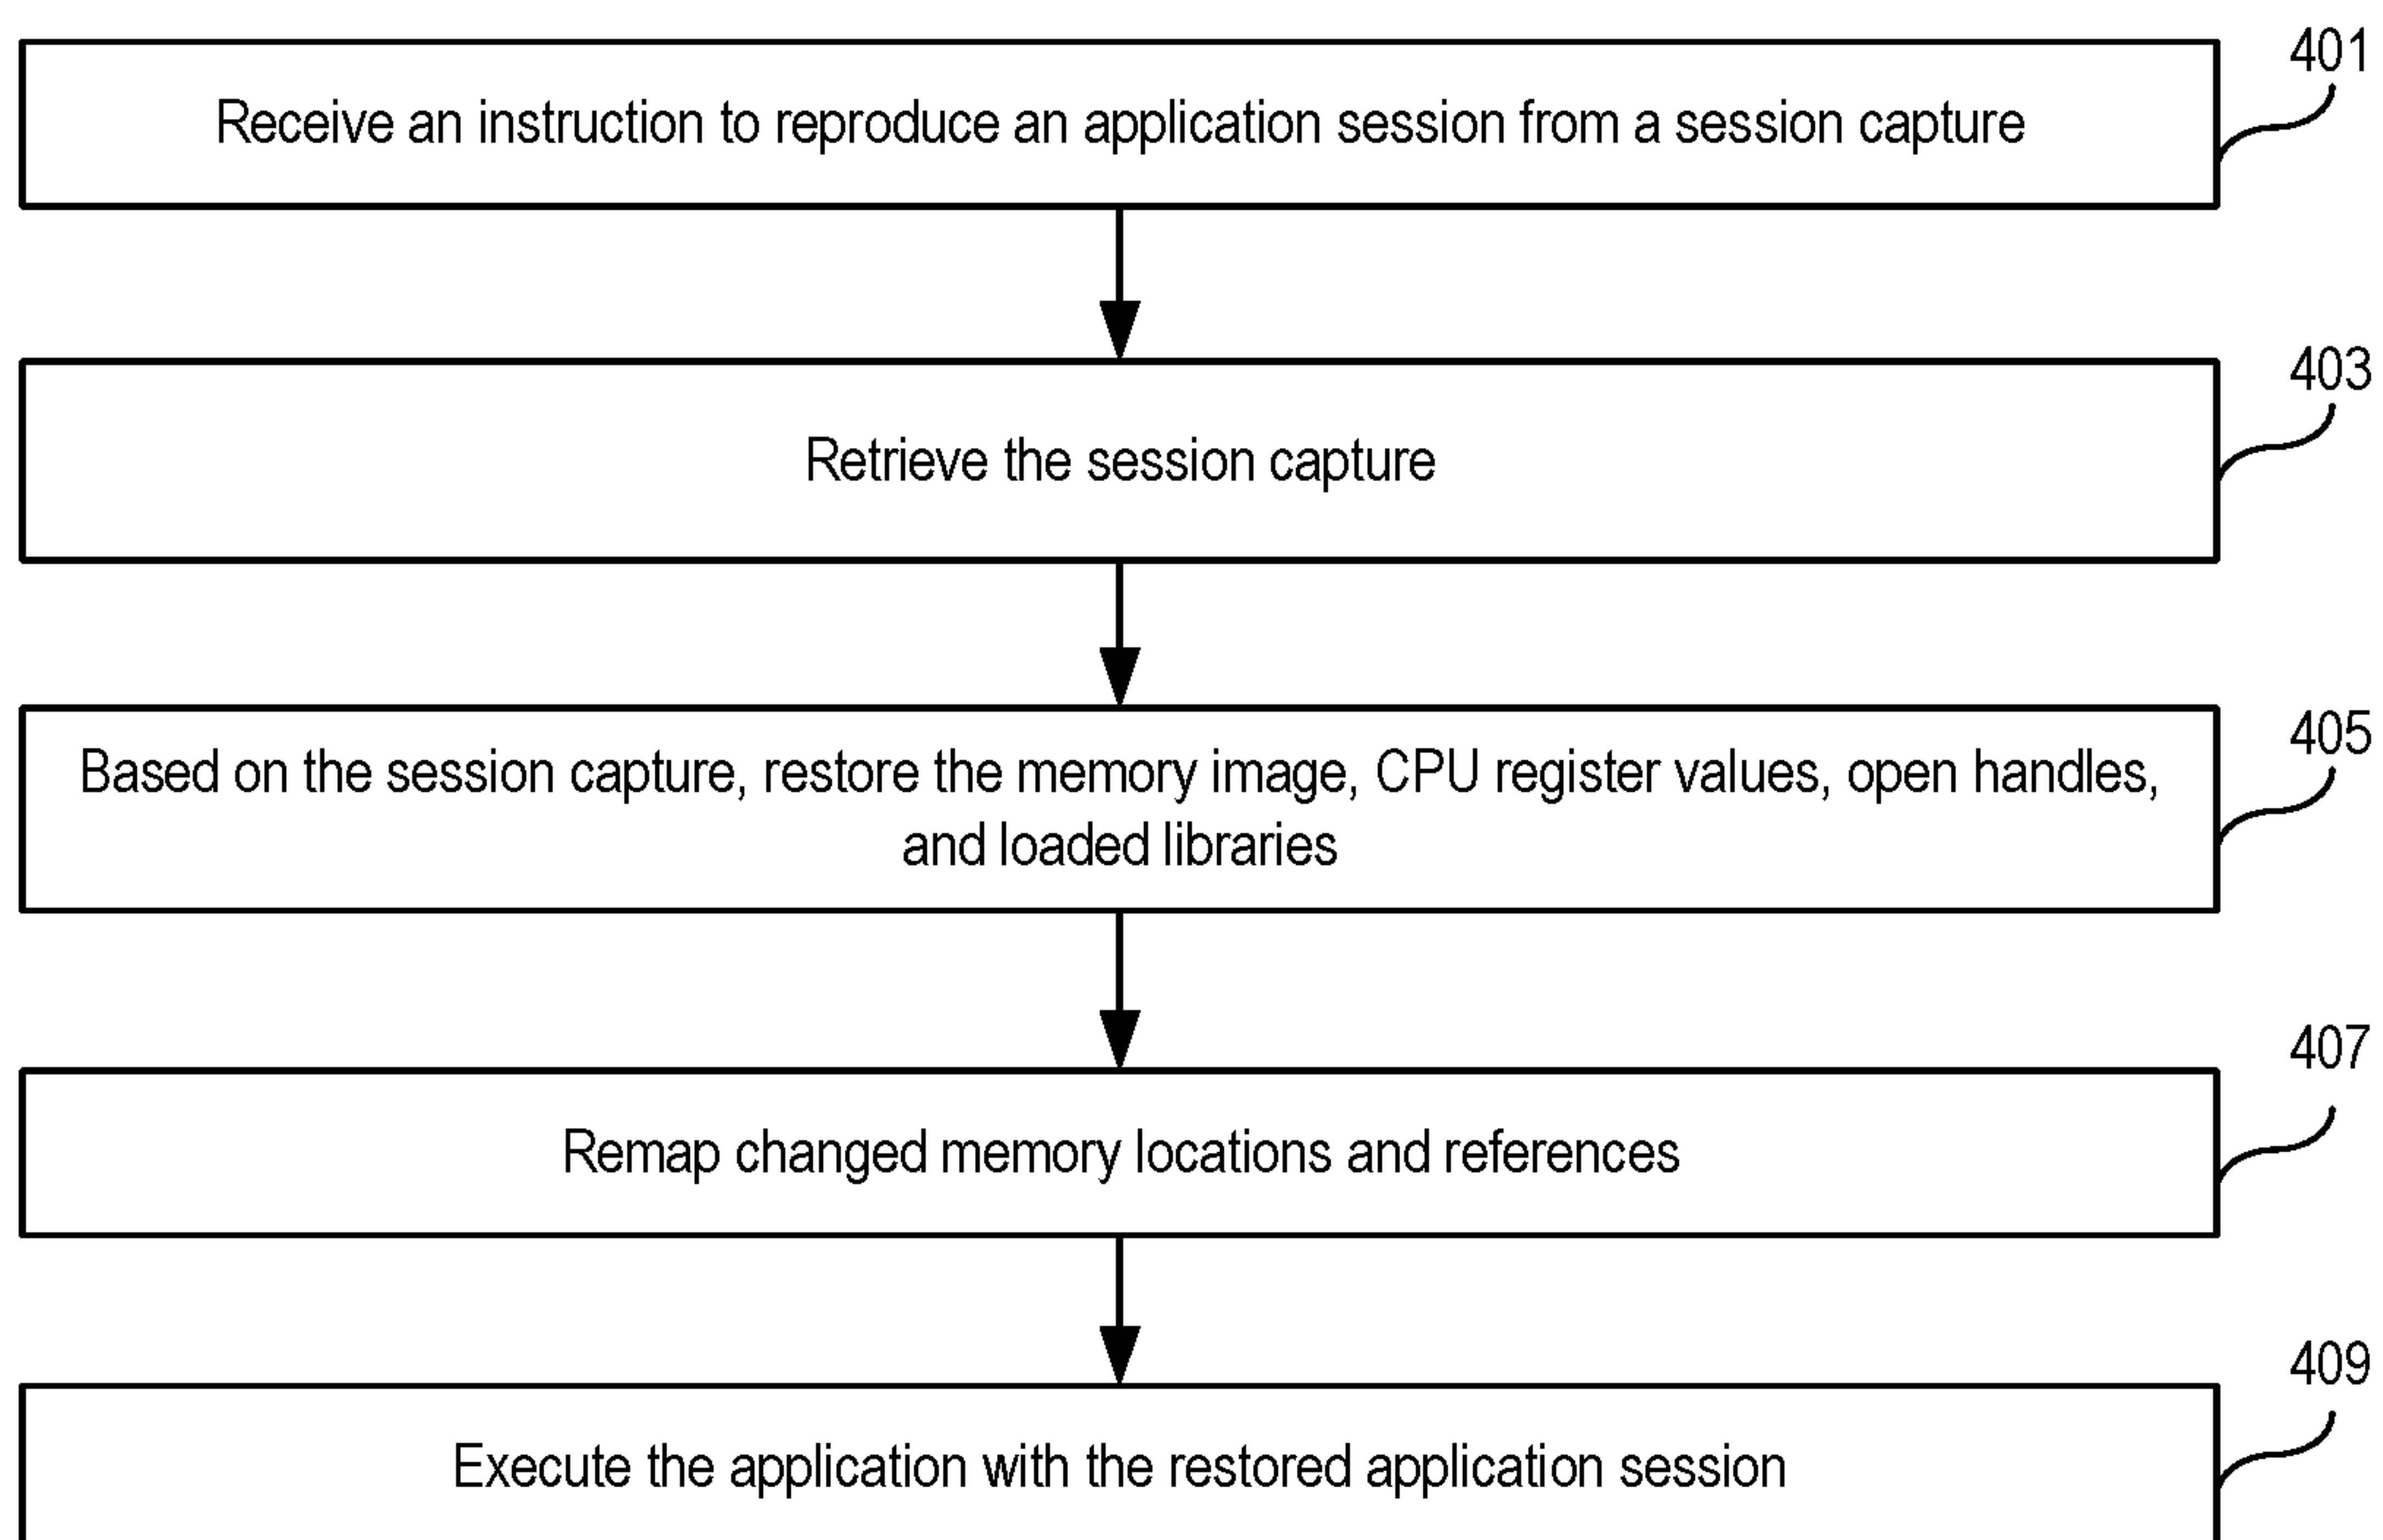 401
Receive an instruction to reproduce an application session from a session capture
403
Retrieve the session capture
405
Based on the session capture, restore the memory image, CPU register values, open handles,
and loaded libraries
407
Remap changed memory locations and references
409
Execute the application with the restored application session